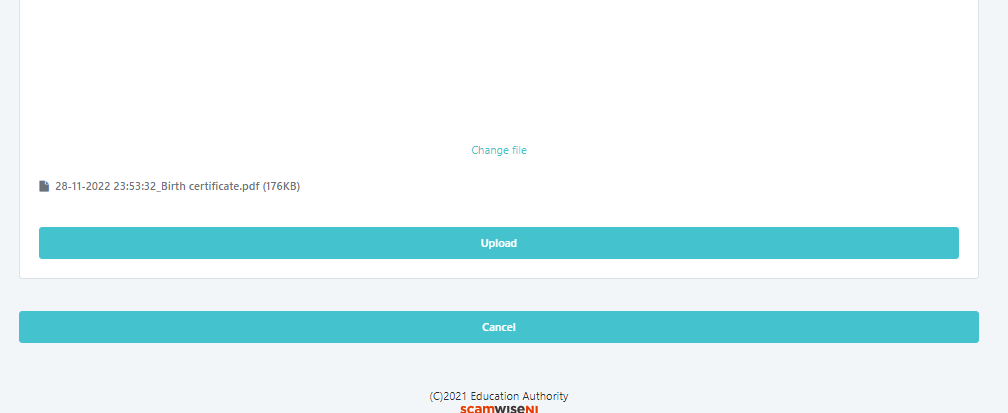 Change file
28-11-2022 23:53:32_Birth certificate.pdf (176KB)
Upload
Cancel
(C)2021 Education Authority
scamwiseNI